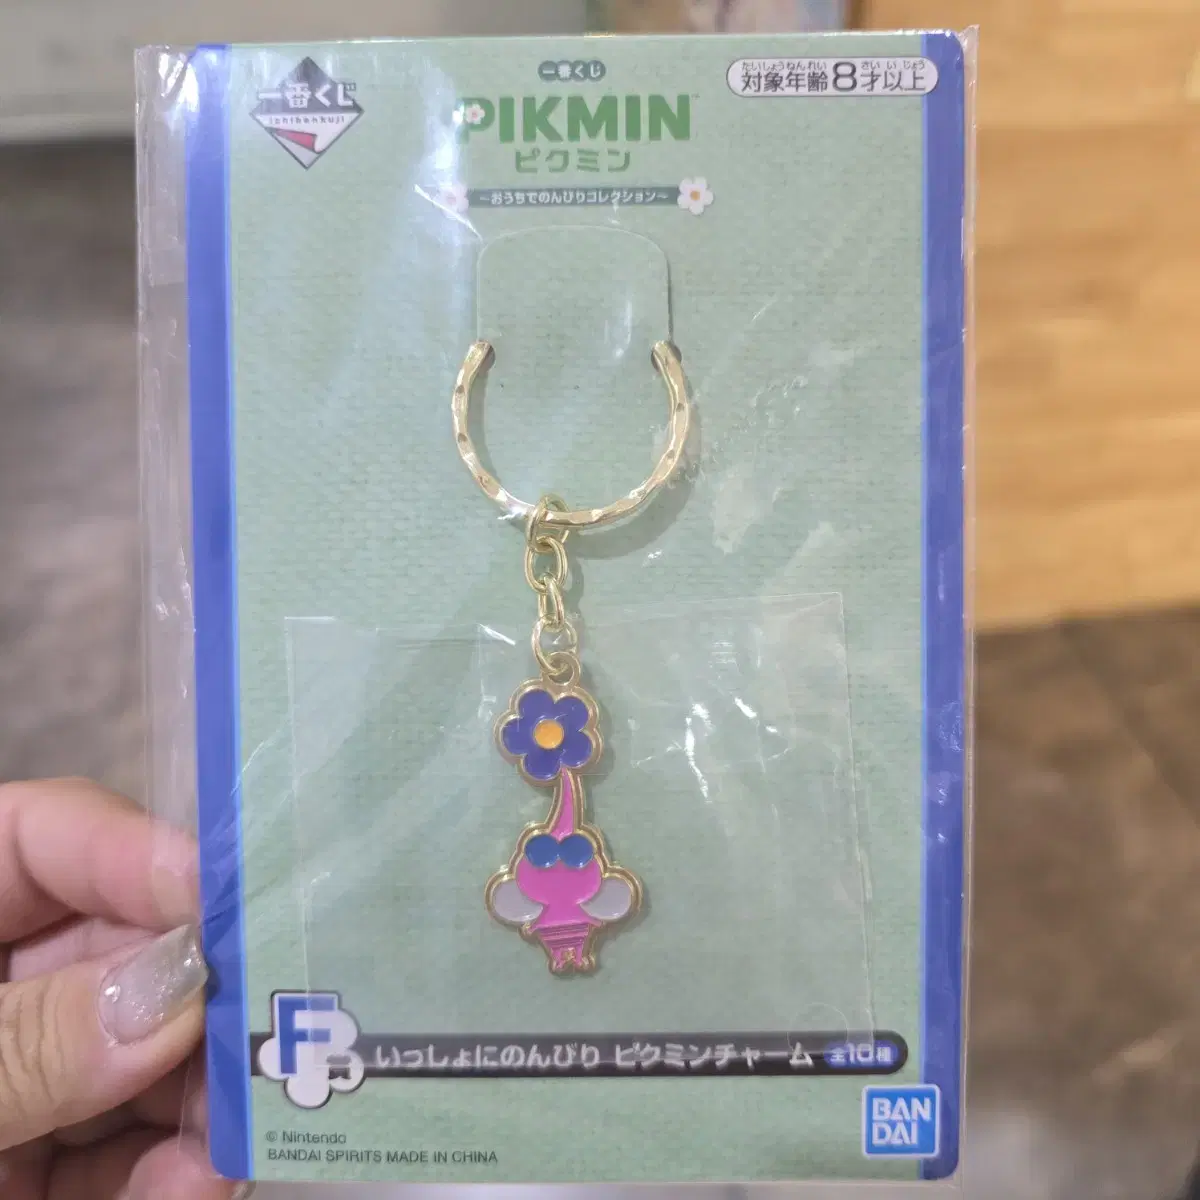 一番くじ
ichibankuji
一番くじ
PIKMIN™
ピクミン
～おうちでのんびりコレクション～
たいしょうねんれい さいいじょう
対象年齢8才以上
F
いっしょにのんびり ピクミンチャーム 全10種
© Nintendo
BANDAI SPIRITS MADE IN CHINA
BAN
DAI